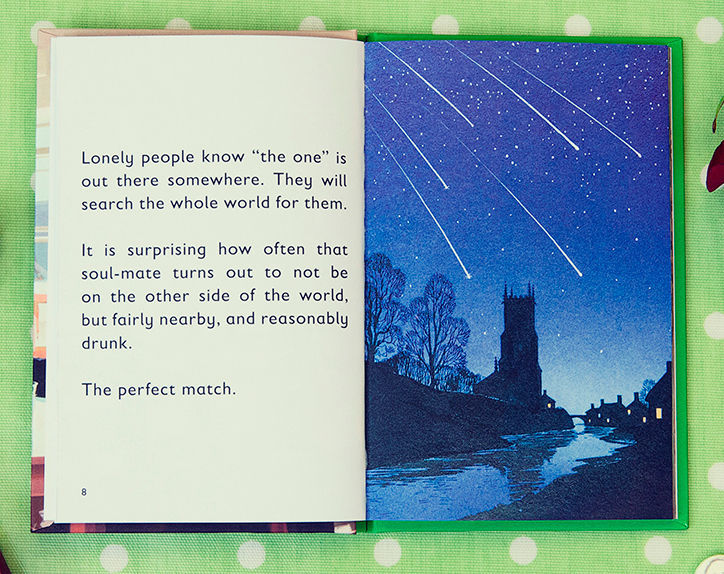 Lonely people know “the one” is
out there somewhere. They will
search the whole world for them.
It is surprising how often that
soul-mate turns out to not be
on the other side of the world,
but fairly nearby, and reasonably
drunk.
The perfect match.
8